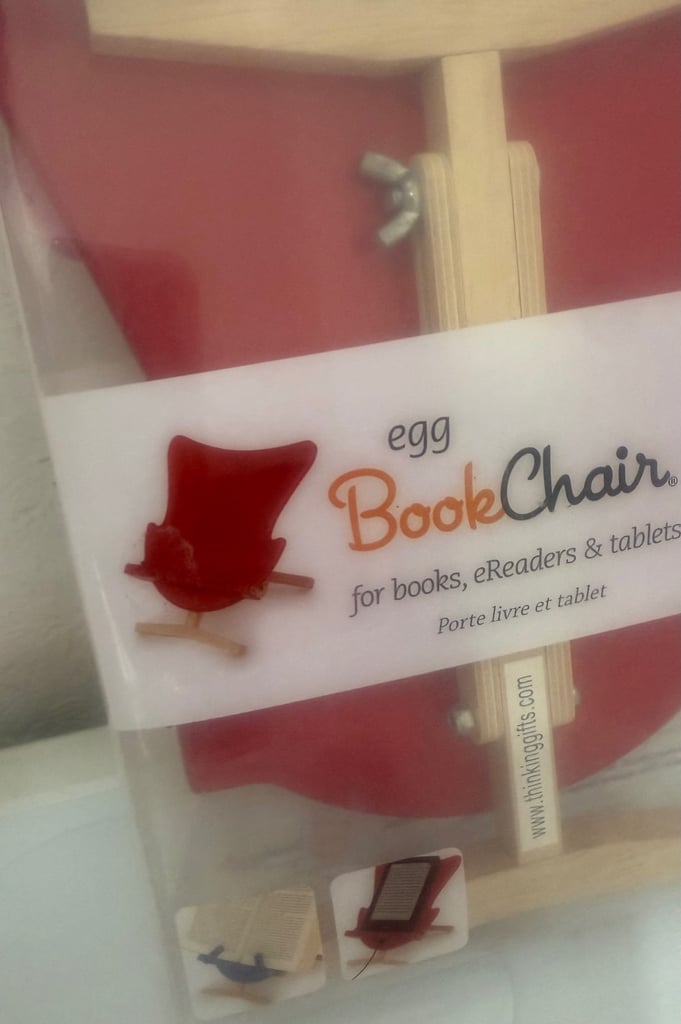 egg
BookChair®
for books, eReaders & tablets
Porte livre et tablet
www.thinkinggifts.com